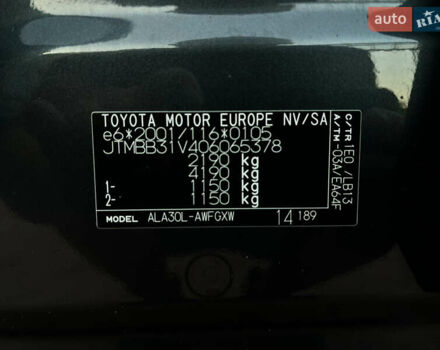 auto RIA
TOYOTA MOTOR EUROPE NV/SA
e6*2001/116*0105
JTMBB31V406065378
2190 kg
4190 kg
1- 1150 kg
2- 1150 kg
MODEL ALA30L-AWFGXW 14 189
C/TR 1E0 /LB13
A/TM -03A/EA64F